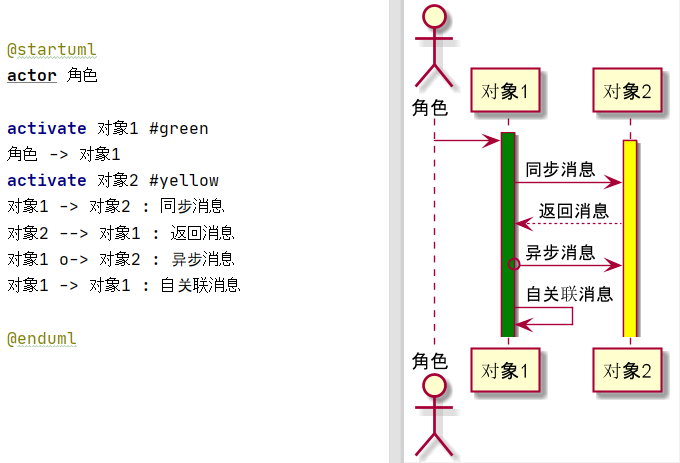 @startuml
actor 角色
activate 对象1 #green
角色 -> 对象1
activate 对象2 #yellow
对象1 -> 对象2 : 同步消息
对象2 --> 对象1 : 返回消息
对象1 o-> 对象2 : 异步消息
对象1 -> 对象1 : 自关联消息
@enduml
角色
对象1
对象2
同步消息
返回消息
异步消息
自关联消息
角色
对象1
对象2